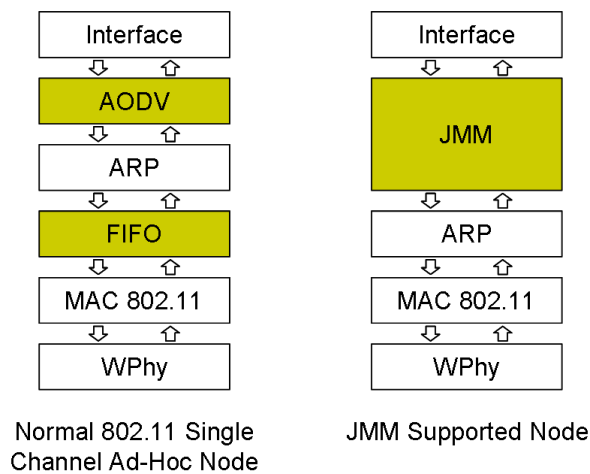 Interface
AODV
ARP
FIFO
MAC 802.11
WPhy
Normal 802.11 Single
Channel Ad-Hoc Node
Interface
JMM
ARP
MAC 802.11
WPhy
JMM Supported Node